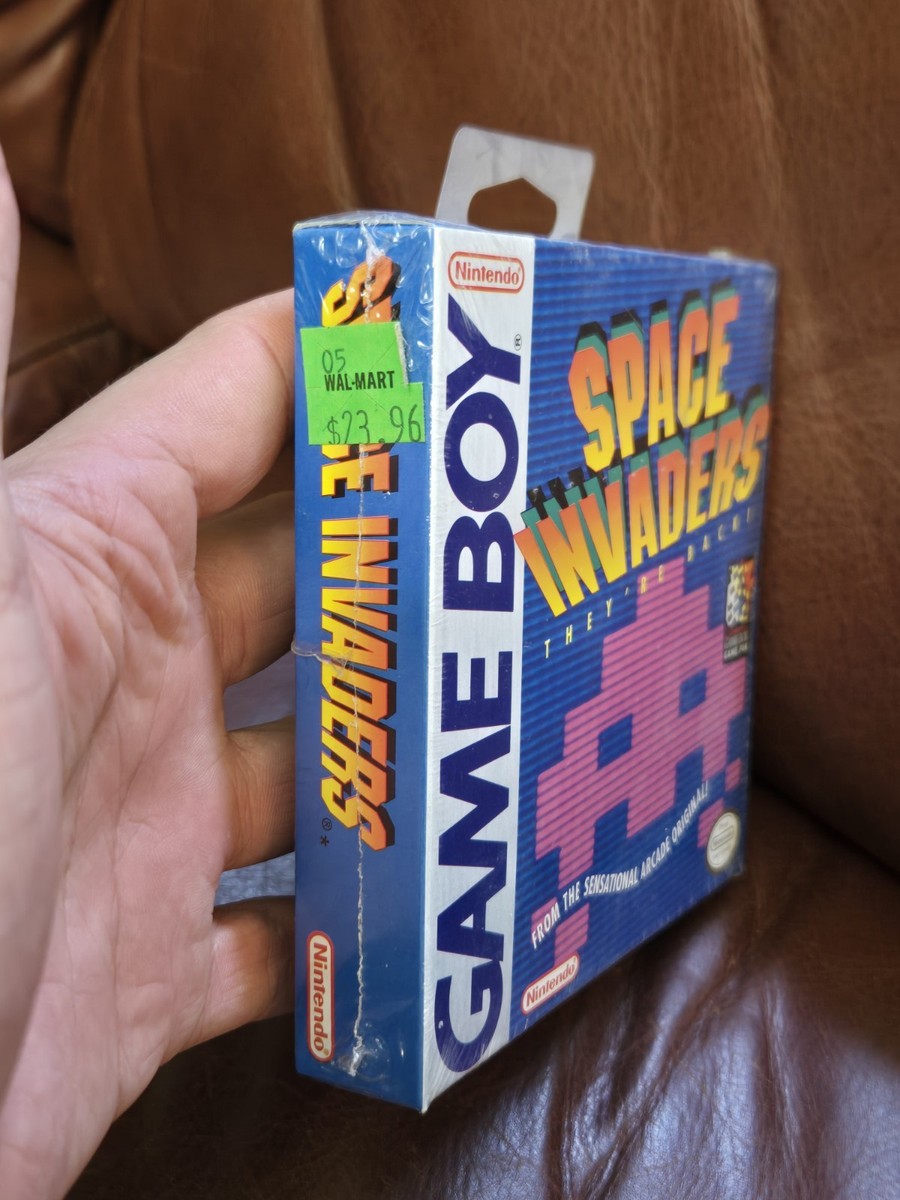 05
WAL-MART
$23.96
CE INVADERS®*
Nintendo®
Nintendo®
GAME BOY®
SPACE
INVADERS
THEY'RE BACK!
FROM THE SENSATIONAL ARCADE ORIGINAL!
Nintendo®